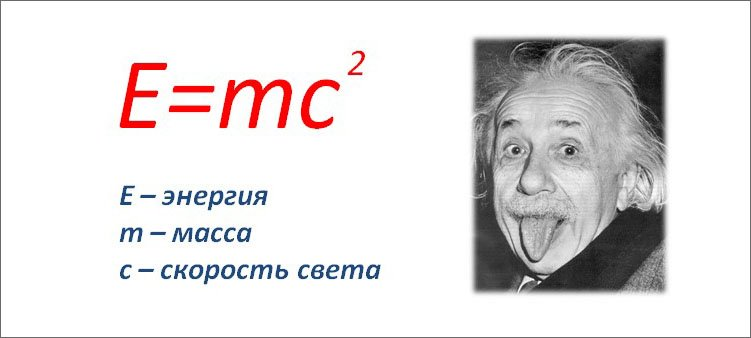 E=mc²
E – энергия
m – масса
c – скорость света